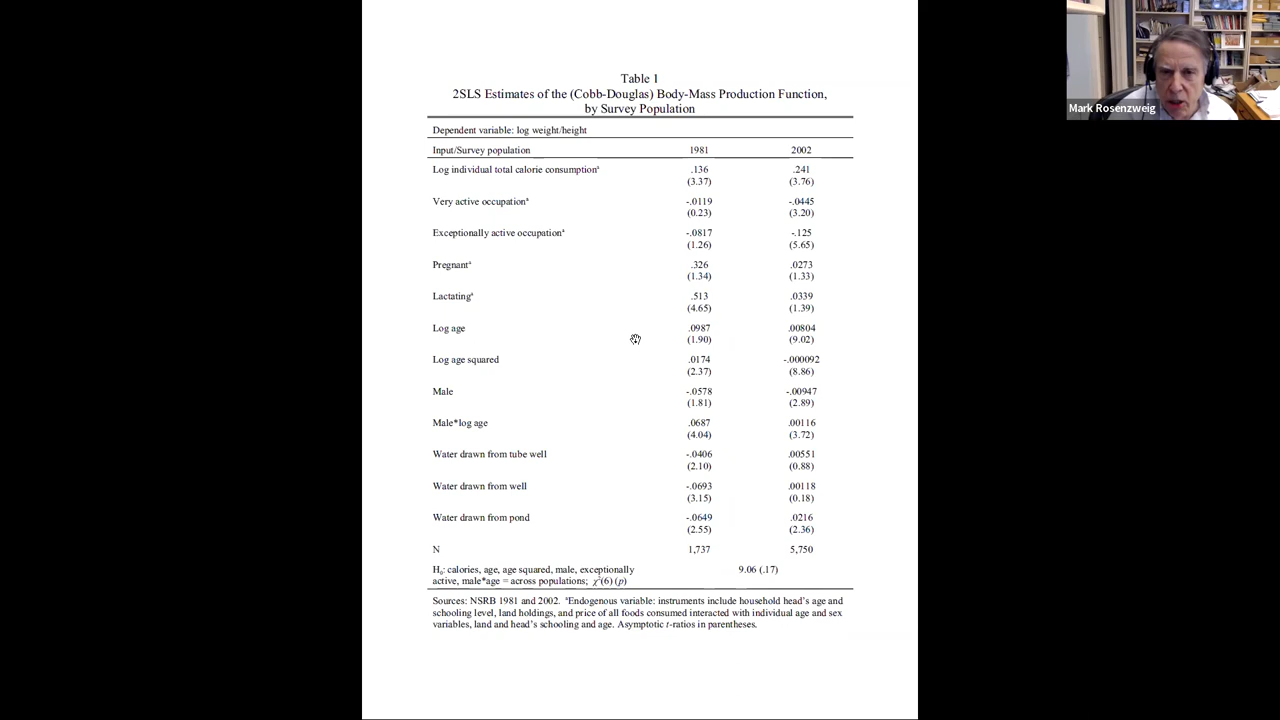 Table 1
2SLS Estimates of the (Cobb-Douglas) Body-Mass Production Function,
by Survey Population
Dependent variable: log weight/height
Input/Survey population 1981 2002
Log individual total calorie consumptionᵃ .136 .241
(3.37) (3.76)
Very active occupationᵃ -.0119 -.0445
(0.23) (3.20)
Exceptionally active occupationᵃ -.0817 -.125
(1.26) (5.65)
Pregnantᵃ .326 .0273
(1.34) (1.33)
Lactatingᵃ .513 .0339
(4.65) (1.39)
Log age .0987 .00804
(1.90) (9.02)
Log age squared .0174 -.000092
(2.37) (8.86)
Male -.0578 -.00947
(1.81) (2.89)
Male*log age .0687 .00116
(4.04) (3.72)
Water drawn from tube well -.0406 .00551
(2.10) (0.88)
Water drawn from well -.0693 .00118
(3.15) (0.18)
Water drawn from pond -.0649 .0216
(2.55) (2.36)
N 1,737 5,750
H₀: calories, age, age squared, male, exceptionally 9.06 (.17)
active, male*age = across populations; χ²(6) (p)
Sources: NSRB 1981 and 2002. ᵃEndogenous variable: instruments include household head's age and
schooling level, land holdings, and price of all foods consumed interacted with individual age and sex
variables, land and head's schooling and age. Asymptotic t-ratios in parentheses.
Mark Rosenzweig